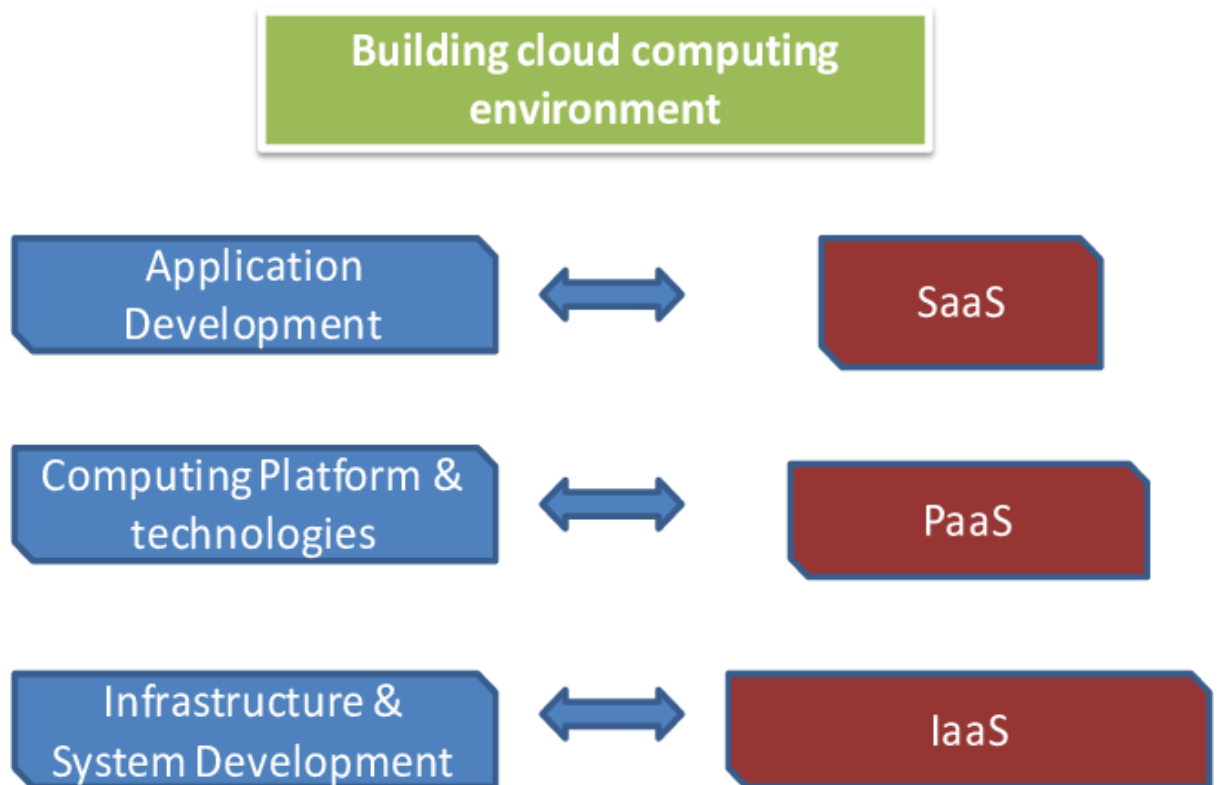 Building cloud computing
environment
Application
Development
SaaS
Computing Platform &
technologies
PaaS
Infrastructure &
System Development
IaaS